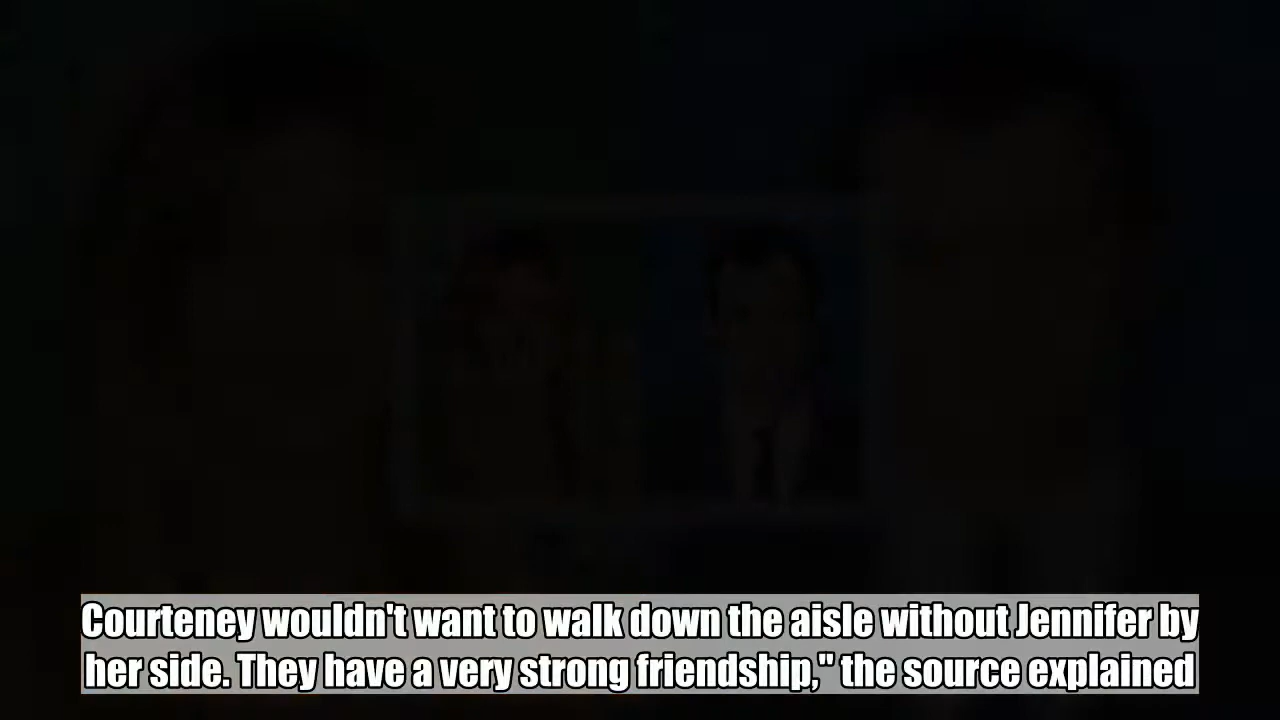 Courteney wouldn't want to walk down the aisle without Jennifer by
her side. They have a very strong friendship," the source explained